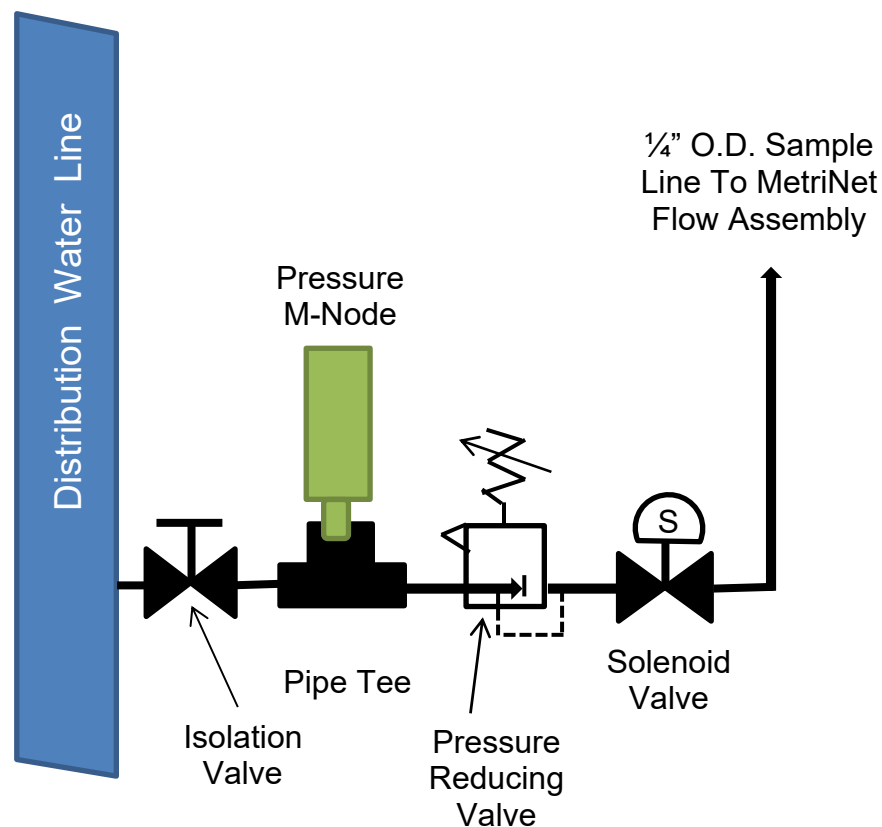 Distribution Water Line
¼” O.D. Sample
Line To MetriNet
Flow Assembly
Pressure
M-Node
S
Pipe Tee
Solenoid
Valve
Isolation
Valve
Pressure
Reducing
Valve